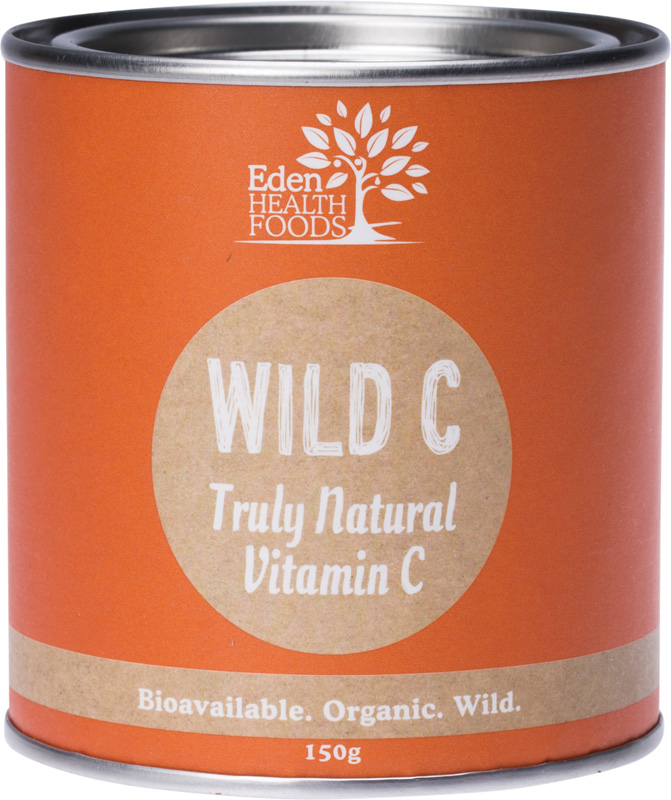 Eden
HEALTH
FOODS
WILD C
Truly Natural
Vitamin C
Bioavailable. Organic. Wild.
150g